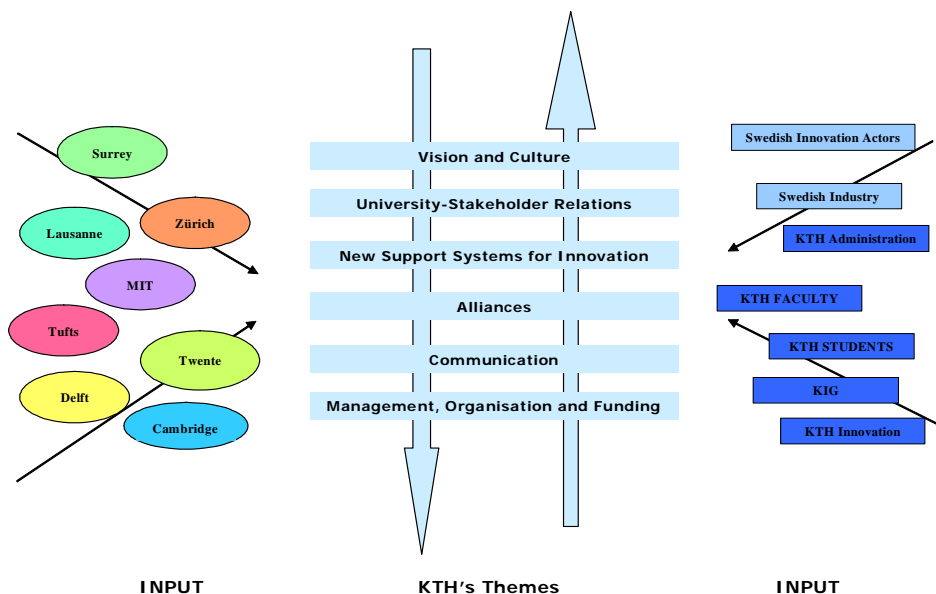 Surrey
Zürich
Lausanne
MIT
Tufts
Twente
Delft
Cambridge
INPUT
Vision and Culture
University-Stakeholder Relations
New Support Systems for Innovation
Alliances
Communication
Management, Organisation and Funding
KTH's Themes
Swedish Innovation Actors
Swedish Industry
KTH Administration
KTH FACULTY
KTH STUDENTS
KIG
KTH Innovation
INPUT